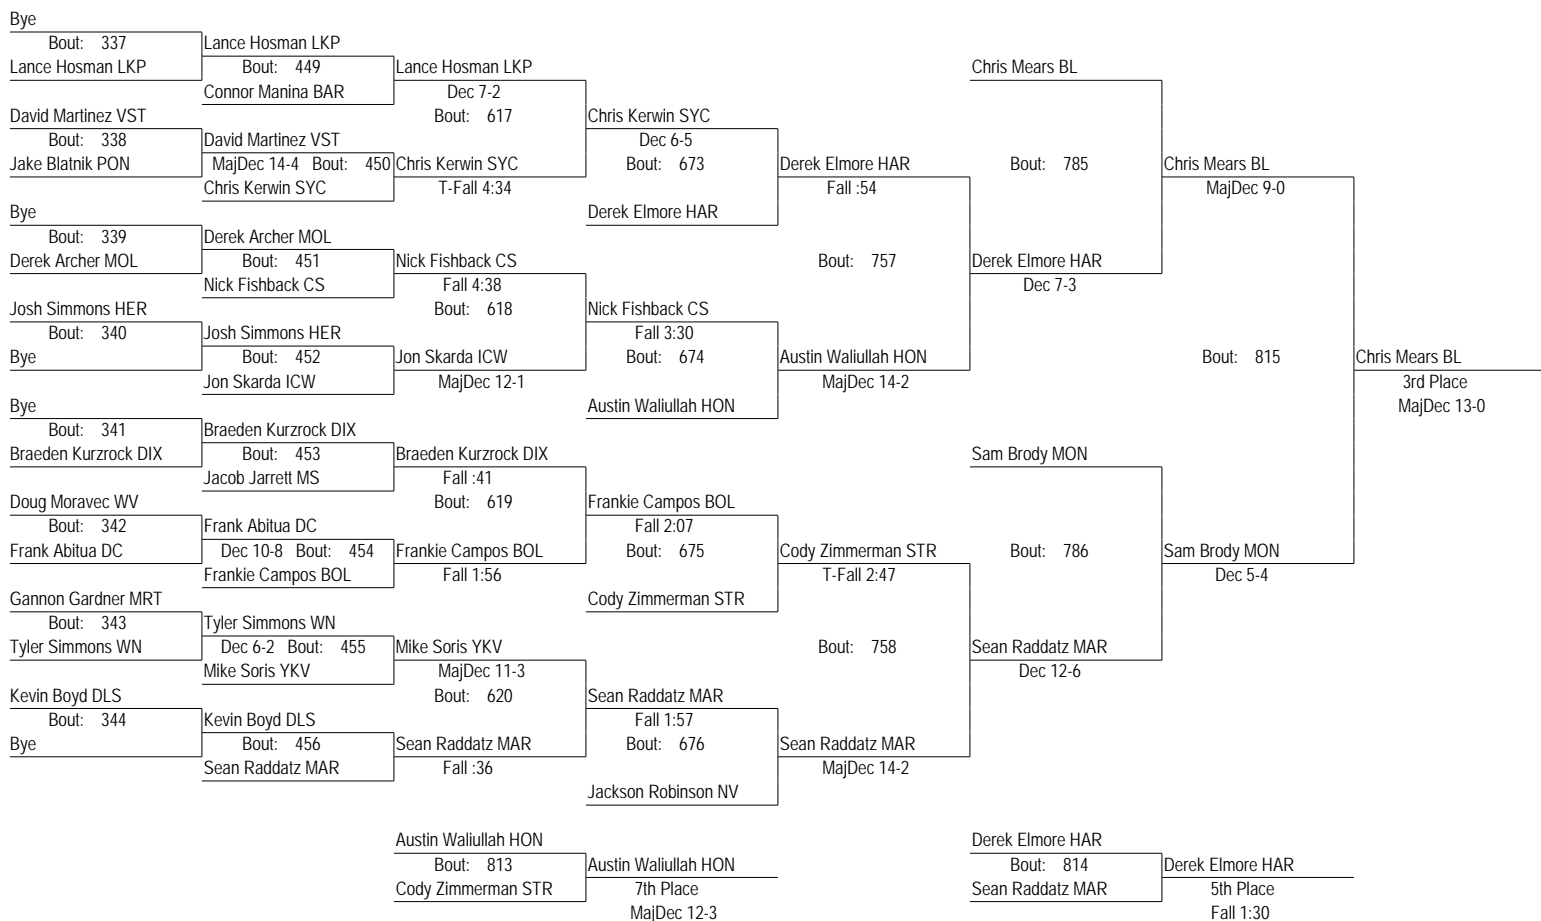 Bye
Bout: 337 Lance Hosman LKP
Lance Hosman LKP Bout: 449 Lance Hosman LKP Chris Mears BL
Connor Manina BAR Dec 7-2
David Martinez VST Bout: 617 Chris Kerwin SYC
Bout: 338 David Martinez VST Dec 6-5
Jake Blatnik PON MajDec 14-4 Bout: 450 Chris Kerwin SYC Bout: 673 Derek Elmore HAR Bout: 785 Chris Mears BL
Chris Kerwin SYC T-Fall 4:34 Fall :54 MajDec 9-0
Bye Derek Elmore HAR
Bout: 339 Derek Archer MOL
Derek Archer MOL Bout: 451 Nick Fishback CS Bout: 757 Derek Elmore HAR
Nick Fishback CS Fall 4:38 Dec 7-3
Josh Simmons HER Bout: 618 Nick Fishback CS
Bout: 340 Josh Simmons HER Fall 3:30
Bye Bout: 452 Jon Skarda ICW Bout: 674 Austin Waliullah HON Bout: 815 Chris Mears BL
Jon Skarda ICW MajDec 12-1 MajDec 14-2 3rd Place
Bye Austin Waliullah HON MajDec 13-0
Bout: 341 Braeden Kurzrock DIX
Braeden Kurzrock DIX Bout: 453 Braeden Kurzrock DIX Sam Brody MON
Jacob Jarrett MS Fall :41
Doug Moravec WV Bout: 619 Frankie Campos BOL
Bout: 342 Frank Abitua DC Fall 2:07
Frank Abitua DC Dec 10-8 Bout: 454 Frankie Campos BOL Bout: 675 Cody Zimmerman STR Bout: 786 Sam Brody MON
Frankie Campos BOL Fall 1:56 T-Fall 2:47 Dec 5-4
Gannon Gardner MRT Cody Zimmerman STR
Bout: 343 Tyler Simmons WN
Tyler Simmons WN Dec 6-2 Bout: 455 Mike Soris YKV Bout: 758 Sean Raddatz MAR
Mike Soris YKV MajDec 11-3 Dec 12-6
Kevin Boyd DLS Bout: 620 Sean Raddatz MAR
Bout: 344 Kevin Boyd DLS Fall 1:57
Bye Bout: 456 Sean Raddatz MAR Bout: 676 Sean Raddatz MAR
Sean Raddatz MAR Fall :36 MajDec 14-2
Jackson Robinson NV
Austin Waliullah HON Derek Elmore HAR
Bout: 813 Austin Waliullah HON Bout: 814 Derek Elmore HAR
Cody Zimmerman STR 7th Place Sean Raddatz MAR 5th Place
MajDec 12-3 Fall 1:30